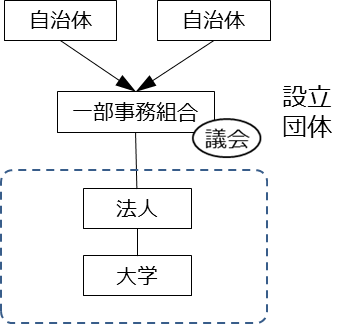 自治体
自治体
一部事務組合
議会
設立
団体
法人
大学